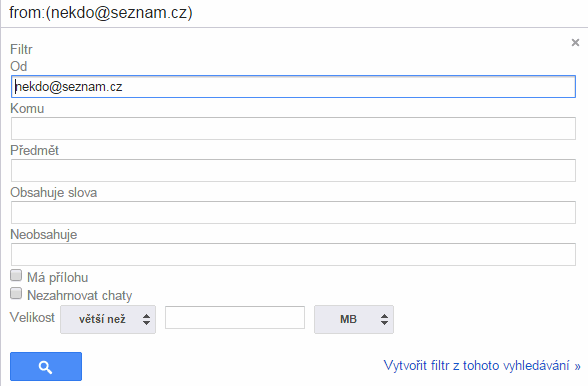 from:(nekdo@seznam.cz)
Filtr
Od
nekdo@seznam.cz
Komu
Předmět
Obsahuje slova
Neobsahuje
Má přílohu
Nezahrnovat chaty
Velikost větší než MB
Vytvořit filtr z tohoto vyhledávání »